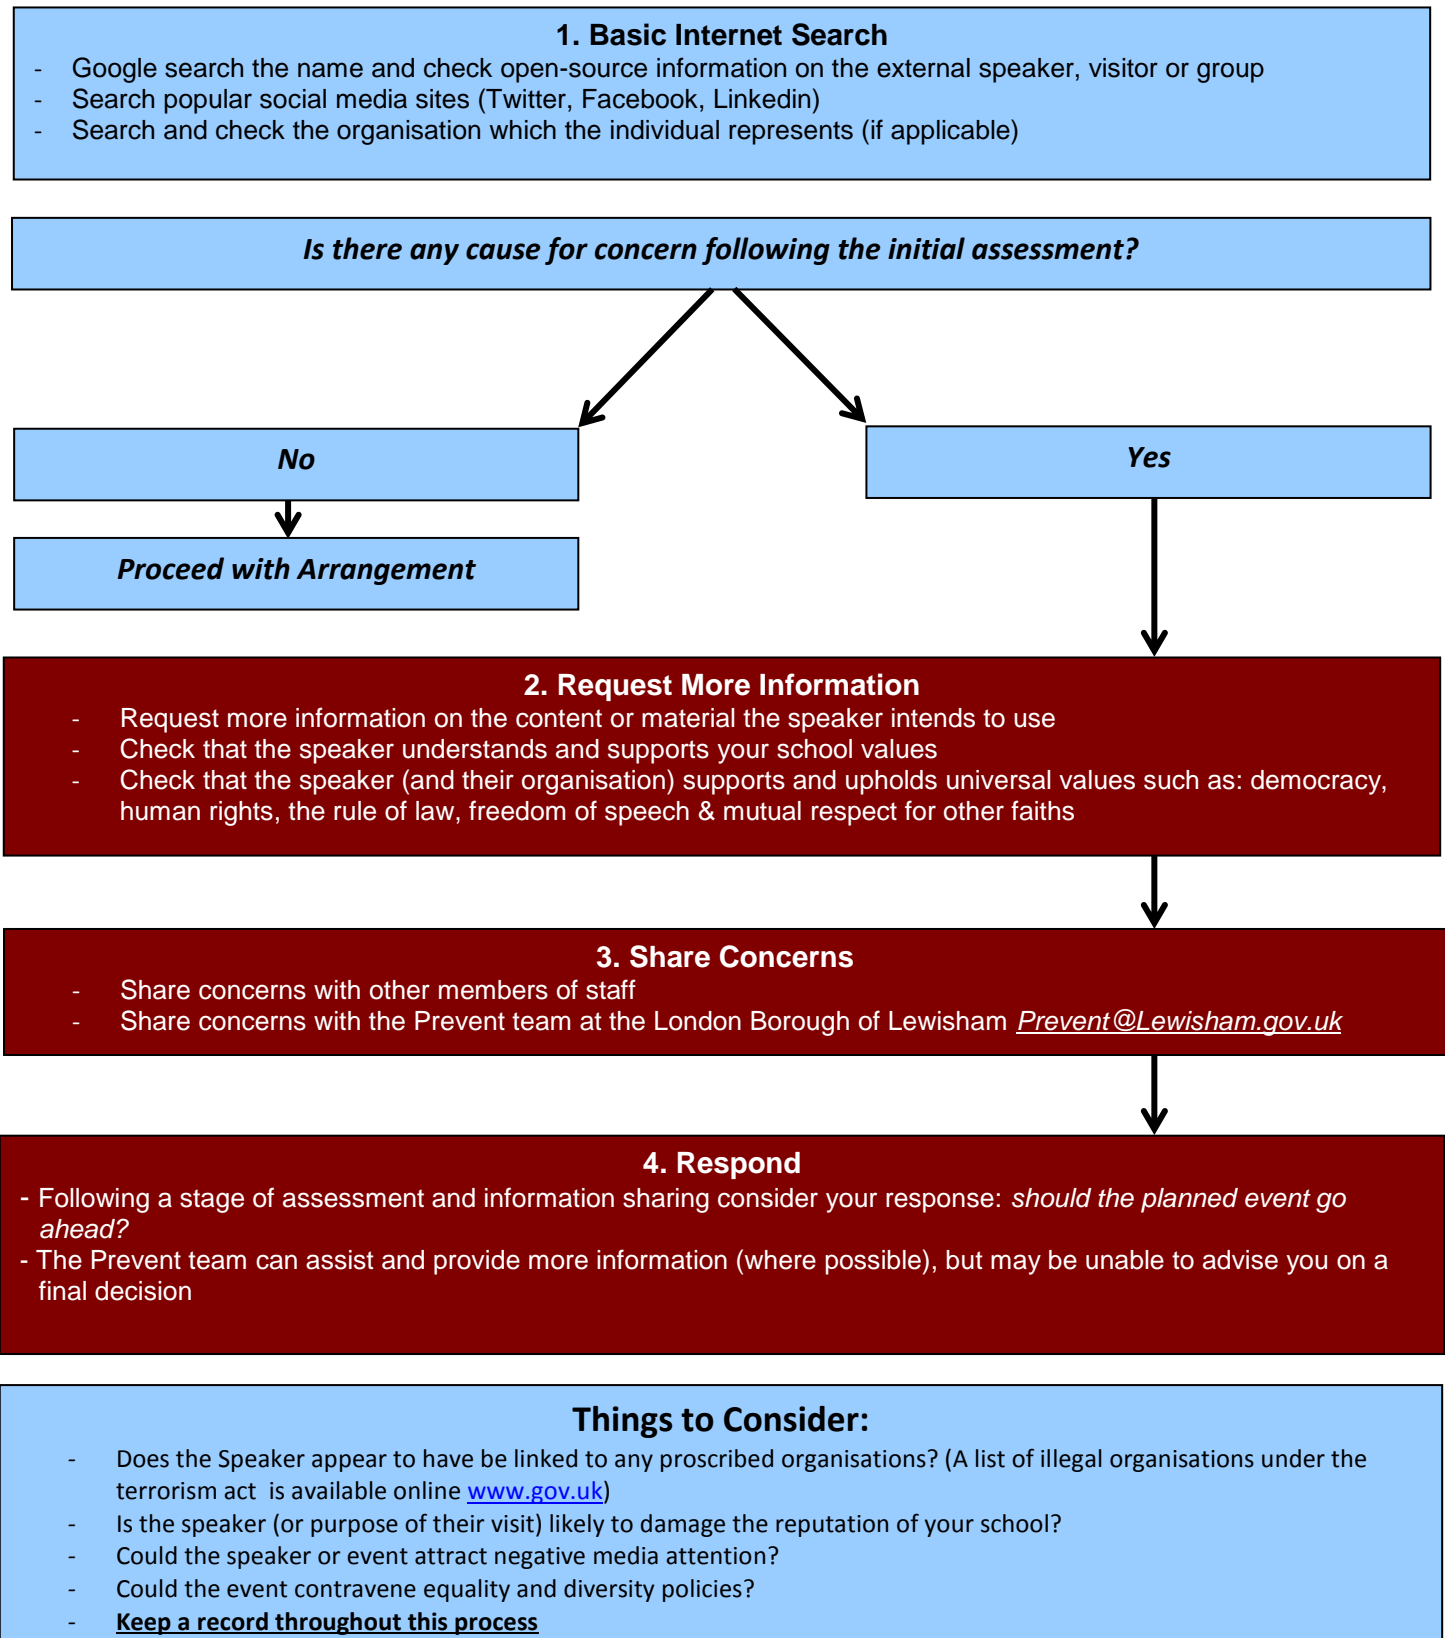 1. Basic Internet Search
- Google search the name and check open-source information on the external speaker, visitor or group
- Search popular social media sites (Twitter, Facebook, Linkedin)
- Search and check the organisation which the individual represents (if applicable)
Is there any cause for concern following the initial assessment?
No
Yes
Proceed with Arrangement
2. Request More Information
- Request more information on the content or material the speaker intends to use
- Check that the speaker understands and supports your school values
- Check that the speaker (and their organisation) supports and upholds universal values such as: democracy,
human rights, the rule of law, freedom of speech & mutual respect for other faiths
3. Share Concerns
- Share concerns with other members of staff
- Share concerns with the Prevent team at the London Borough of Lewisham Prevent@Lewisham.gov.uk
4. Respond
- Following a stage of assessment and information sharing consider your response: should the planned event go
ahead?
- The Prevent team can assist and provide more information (where possible), but may be unable to advise you on a
final decision
Things to Consider:
- Does the Speaker appear to have be linked to any proscribed organisations? (A list of illegal organisations under the
terrorism act  is available online www.gov.uk)
- Is the speaker (or purpose of their visit) likely to damage the reputation of your school?
- Could the speaker or event attract negative media attention?
- Could the event contravene equality and diversity policies?
- Keep a record throughout this process